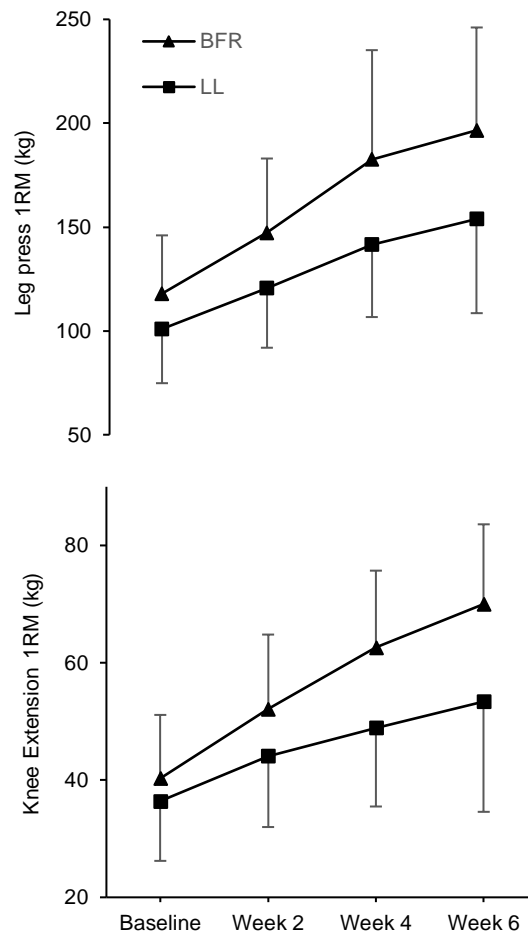 250
200
150
100
50
Leg press 1RM (kg)
BFR
LL
80
60
40
20
Knee Extension 1RM (kg)
Baseline Week 2 Week 4 Week 6